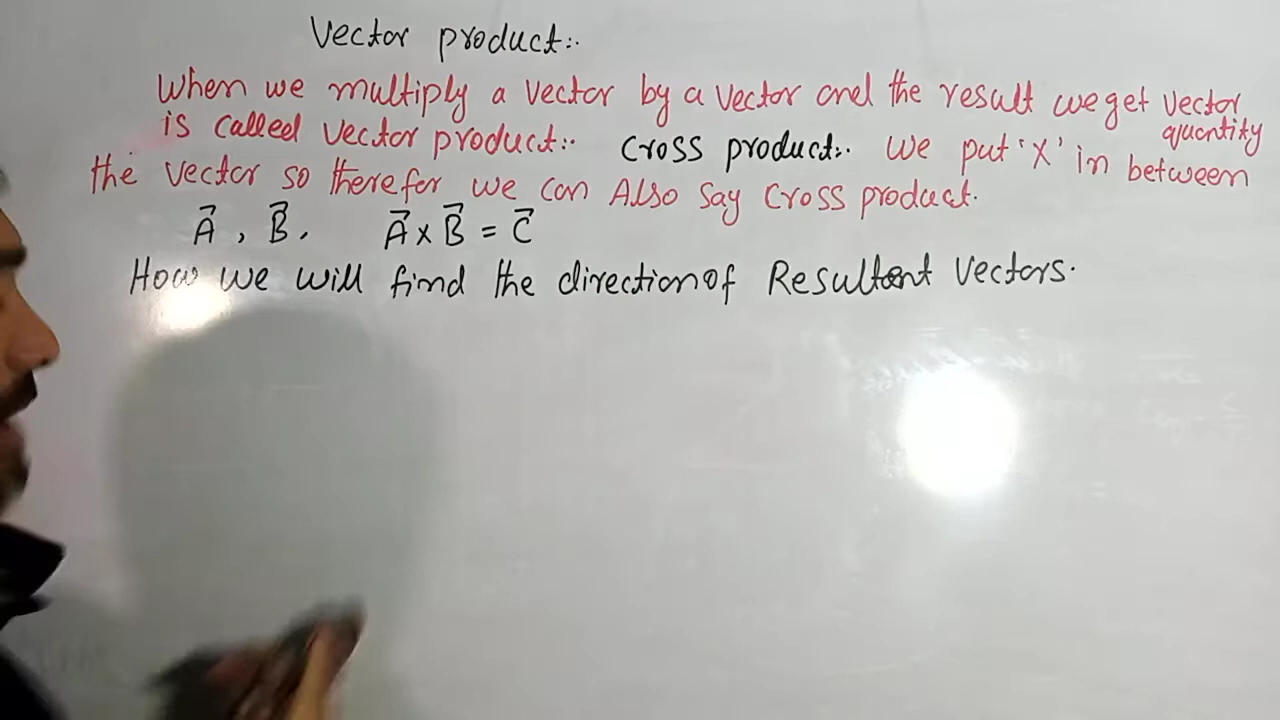 Vector product:.
When we multiply a vector by a vector and the result we get vector quantity
is called vector product:. Cross product:. We put 'X' in between
the vector so therefor we can Also Say Cross product.
A⃗ , B⃗ . A⃗ x B⃗ = C⃗
How we will find the direction of Resultant Vectors.